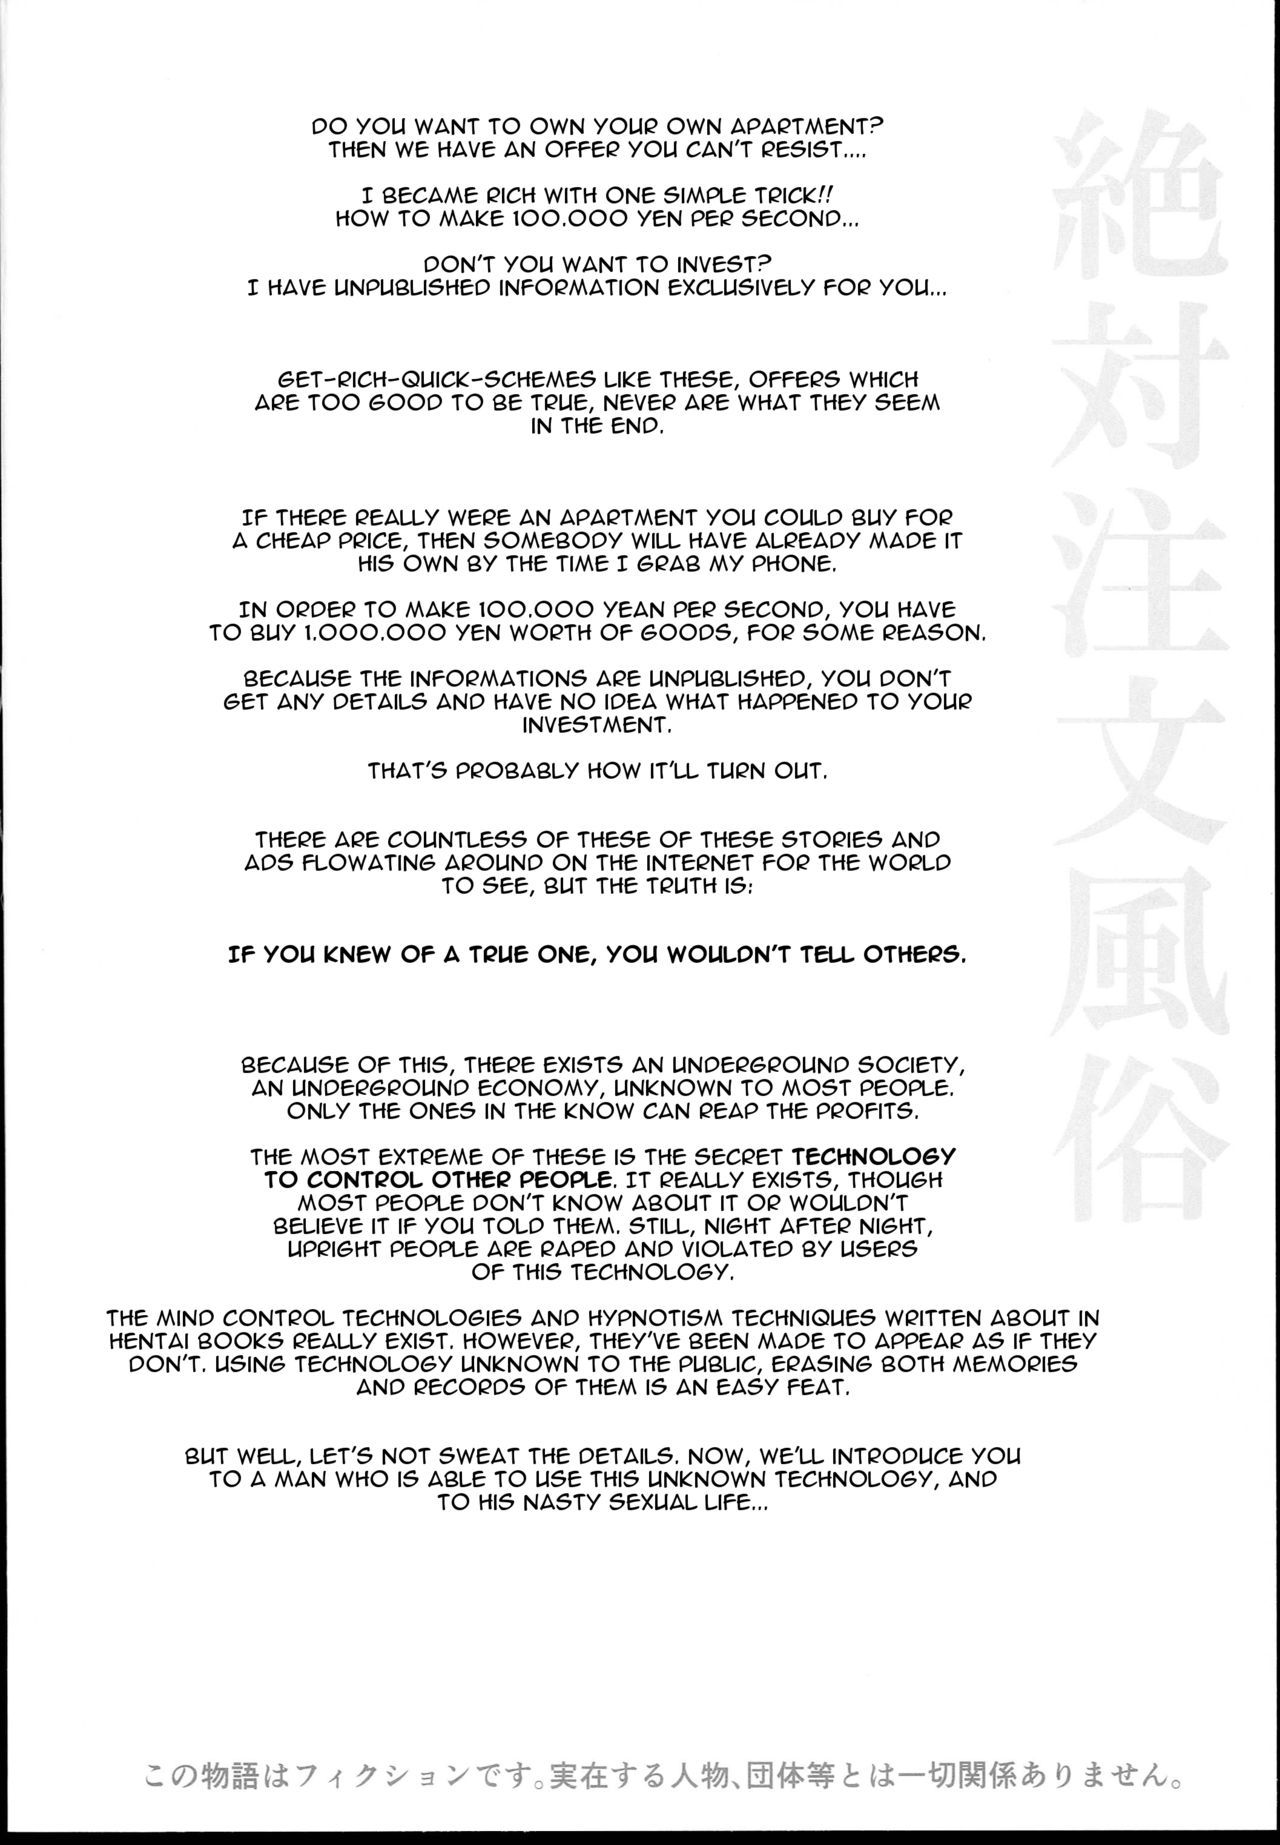 DO YOU WANT TO OWN YOUR OWN APARTMENT?
THEN WE HAVE AN OFFER YOU CAN'T RESIST....
I BECAME RICH WITH ONE SIMPLE TRICK!!
HOW TO MAKE 100.000 YEN PER SECOND...
DON'T YOU WANT TO INVEST?
I HAVE UNPUBLISHED INFORMATION EXCLUSIVELY FOR YOU...
GET-RICH-QUICK-SCHEMES LIKE THESE, OFFERS WHICH
ARE TOO GOOD TO BE TRUE, NEVER ARE WHAT THEY SEEM
IN THE END.
IF THERE REALLY WERE AN APARTMENT YOU COULD BUY FOR
A CHEAP PRICE, THEN SOMEBODY WILL HAVE ALREADY MADE IT
HIS OWN BY THE TIME I GRAB MY PHONE.
IN ORDER TO MAKE 100.000 YEAN PER SECOND, YOU HAVE
TO BUY 1.000.000 YEN WORTH OF GOODS, FOR SOME REASON.
BECAUSE THE INFORMATIONS ARE UNPUBLISHED, YOU DON'T
GET ANY DETAILS AND HAVE NO IDEA WHAT HAPPENED TO YOUR
INVESTMENT.
THAT'S PROBABLY HOW IT'LL TURN OUT.
THERE ARE COUNTLESS OF THESE OF THESE STORIES AND
ADS FLOWATING AROUND ON THE INTERNET FOR THE WORLD
TO SEE, BUT THE TRUTH IS:
IF YOU KNEW OF A TRUE ONE, YOU WOULDN'T TELL OTHERS.
BECAUSE OF THIS, THERE EXISTS AN UNDERGROUND SOCIETY,
AN UNDERGROUND ECONOMY, UNKNOWN TO MOST PEOPLE.
ONLY THE ONES IN THE KNOW CAN REAP THE PROFITS.
THE MOST EXTREME OF THESE IS THE SECRET TECHNOLOGY
TO CONTROL OTHER PEOPLE. IT REALLY EXISTS, THOUGH
MOST PEOPLE DON'T KNOW ABOUT IT OR WOULDN'T
BELIEVE IT IF YOU TOLD THEM. STILL, NIGHT AFTER NIGHT,
UPRIGHT PEOPLE ARE RAPED AND VIOLATED BY USERS
OF THIS TECHNOLOGY.
THE MIND CONTROL TECHNOLOGIES AND HYPNOTISM TECHNIQUES WRITTEN ABOUT IN
HENTAI BOOKS REALLY EXIST. HOWEVER, THEY'VE BEEN MADE TO APPEAR AS IF THEY
DON'T. USING TECHNOLOGY UNKNOWN TO THE PUBLIC, ERASING BOTH MEMORIES
AND RECORDS OF THEM IS AN EASY FEAT.
BUT WELL, LET'S NOT SWEAT THE DETAILS. NOW, WE'LL INTRODUCE YOU
TO A MAN WHO IS ABLE TO USE THIS UNKNOWN TECHNOLOGY, AND
TO HIS NASTY SEXUAL LIFE...
絶対注文風俗
この物語はフィクションです。実在する人物、団体等とは一切関係ありません。